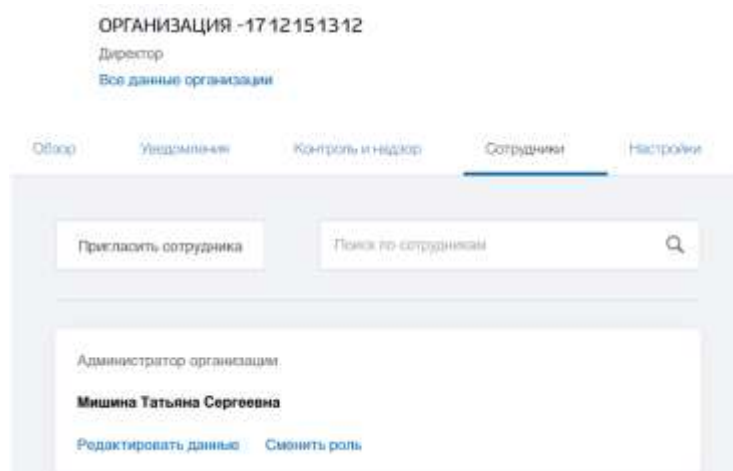 ОРГАНИЗАЦИЯ -1712151312
Директор
Все данные организации
Обзор Уведомления Контроль и надзор Сотрудники Настройки
Пригласить сотрудника Поиск по сотрудникам
Администратор организации
Мишина Татьяна Сергеевна
Редактировать данные Сменить роль